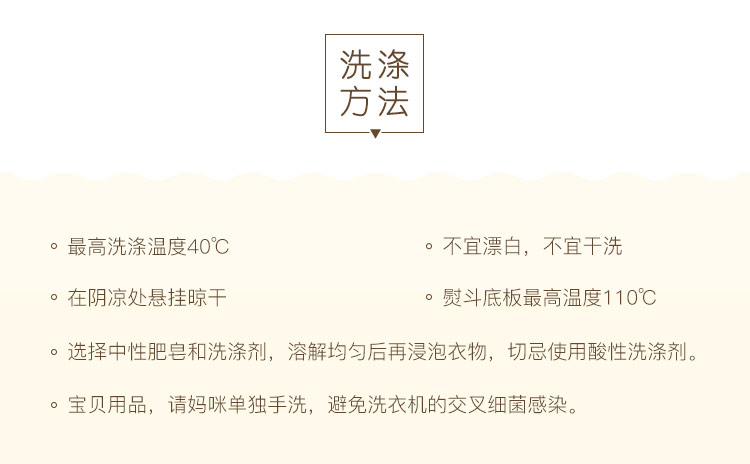 洗涤
方法
最高洗涤温度40℃
不宜漂白，不宜干洗
在阴凉处悬挂晾干
熨斗底板最高温度110℃
选择中性肥皂和洗涤剂，溶解均匀后再浸泡衣物，切忌使用酸性洗涤剂。
宝贝用品，请妈咪单独手洗，避免洗衣机的交叉细菌感染。